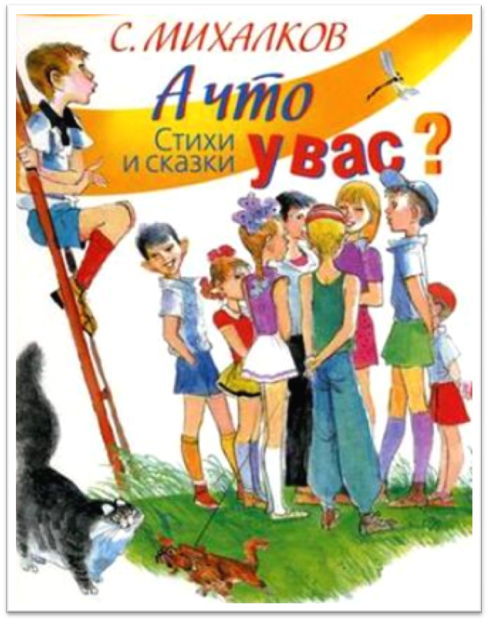 С. МИХАЛКОВ
А что
Стихи
и сказки
у вас?